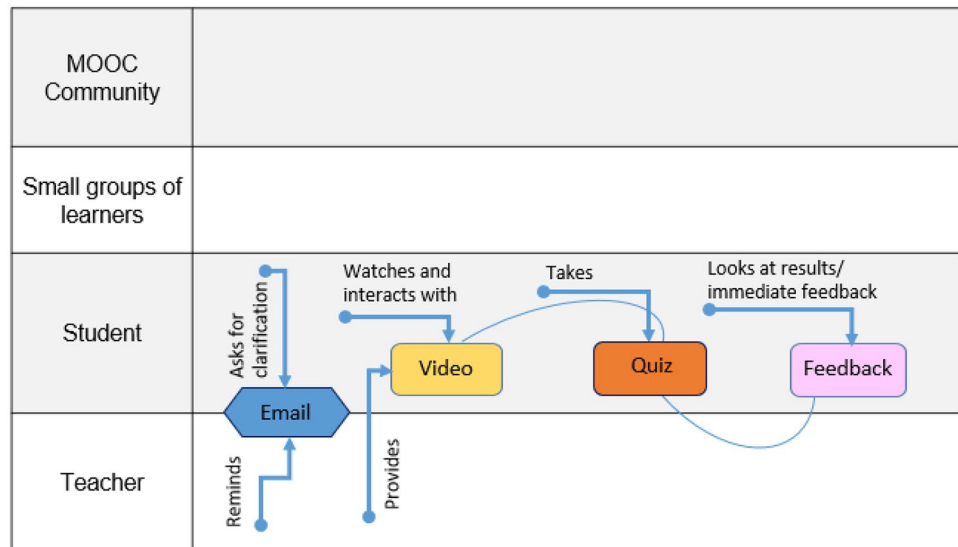 MOOC
Community
Small groups of
learners
Student
Asks for
clarification
Watches and
interacts with
Takes
Looks at results/
immediate feedback
Video
Quiz
Feedback
Email
Teacher
Reminds
Provides